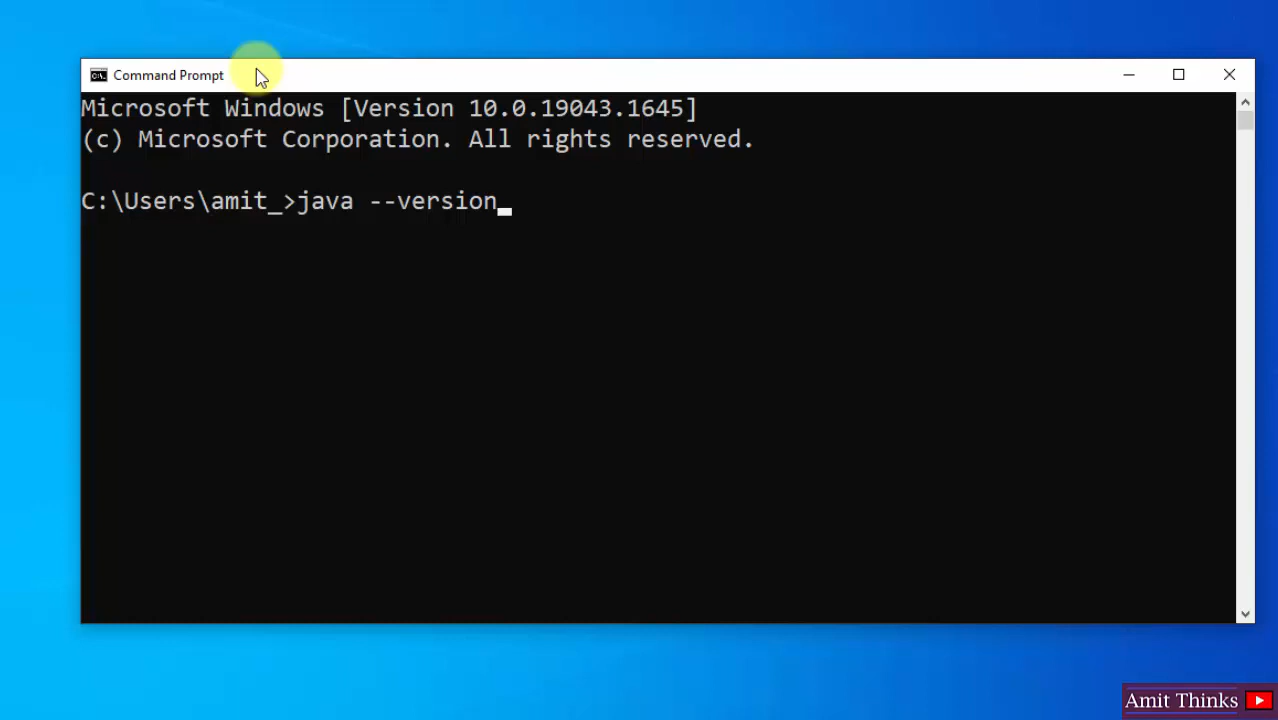 Command Prompt
Microsoft Windows [Version 10.0.19043.1645]
(c) Microsoft Corporation. All rights reserved.
C:\Users\amit_>java --version
Amit Thinks